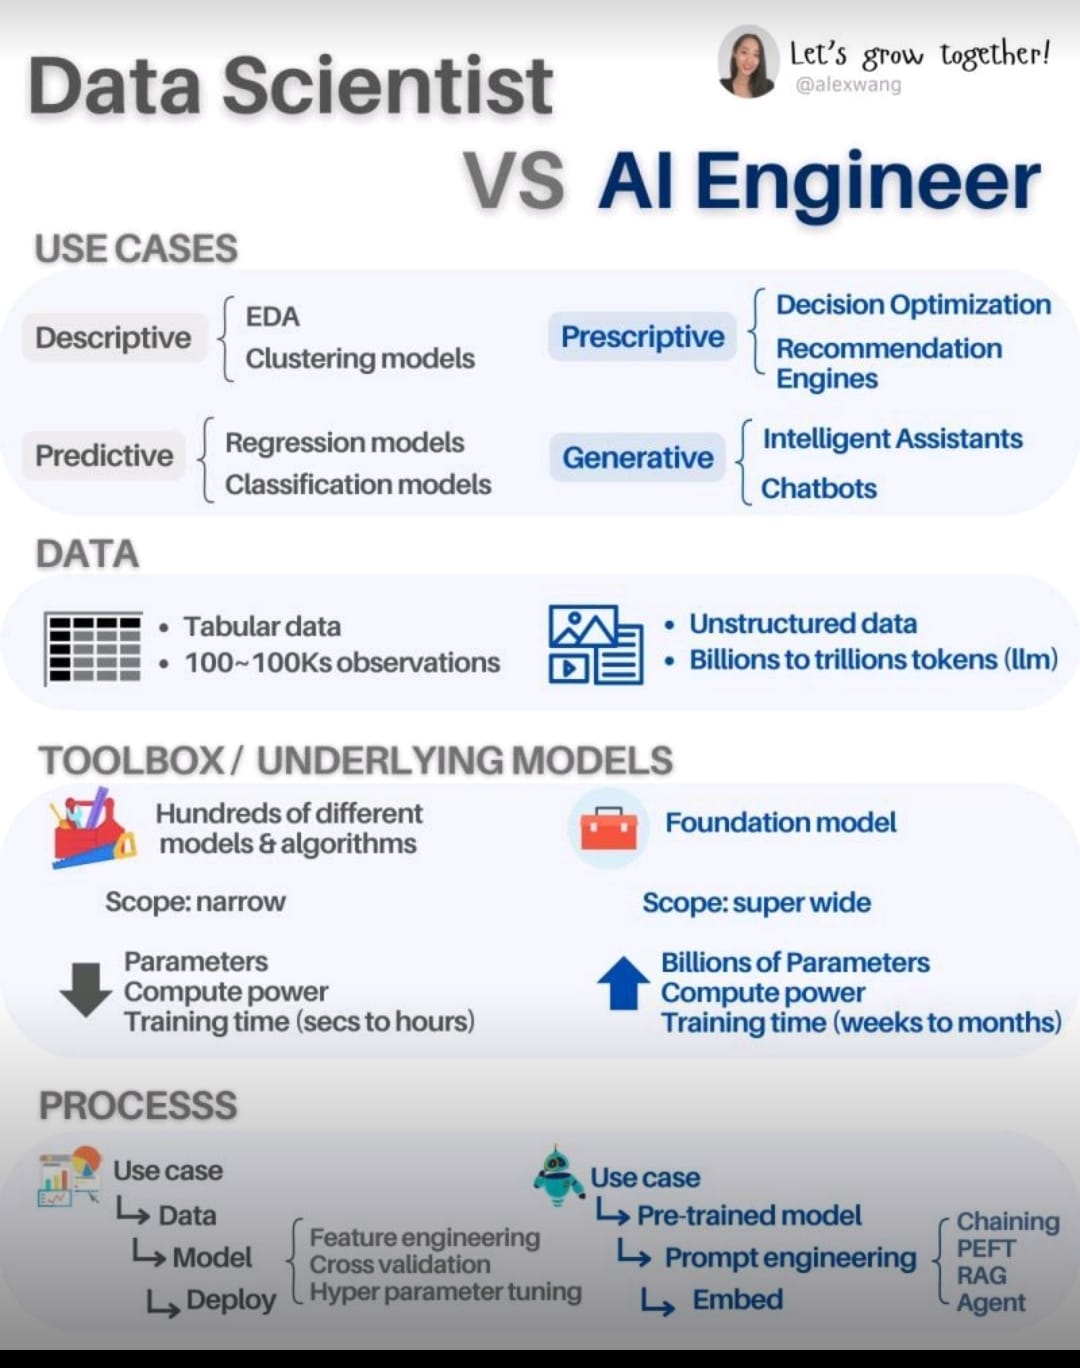 Data Scientist
Let's grow together!
@alexwang
VS AI Engineer
USE CASES
Descriptive
EDA
Clustering models
Predictive
Regression models
Classification models
Prescriptive
Decision Optimization
Recommendation
Engines
Generative
Intelligent Assistants
Chatbots
DATA
• Tabular data
• 100~100Ks observations
• Unstructured data
• Billions to trillions tokens (llm)
TOOLBOX/ UNDERLYING MODELS
Hundreds of different
models & algorithms
Scope: narrow
Parameters
Compute power
Training time (secs to hours)
Foundation model
Scope: super wide
Billions of Parameters
Compute power
Training time (weeks to months)
PROCESSS
Use case
Data
Model
Deploy
Feature engineering
Cross validation
Hyper parameter tuning
Use case
Pre-trained model
Prompt engineering
Embed
Chaining
PEFT
RAG
Agent